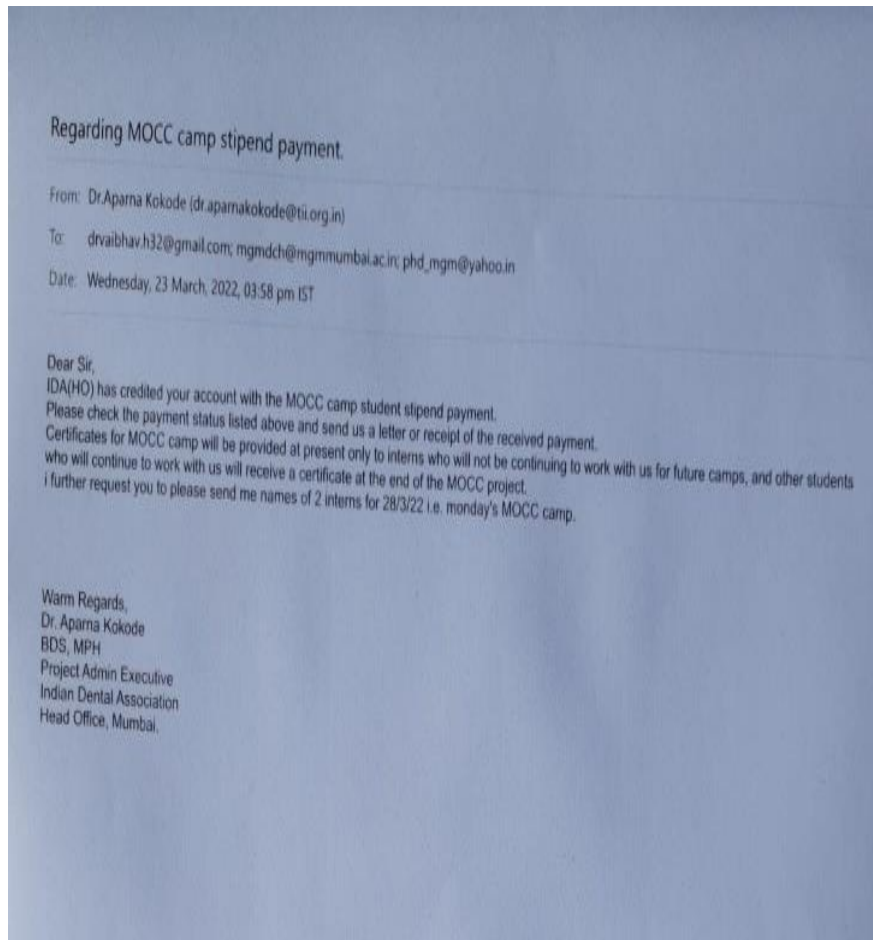 Regarding MOCC camp stipend payment.
From: Dr.Aparna Kokode (dr.aparnakokode@tii.org.in)
To: drvaibhav.h32@gmail.com; mgmdch@mgmmumbai.ac.in; phd_mgm@yahoo.in
Date: Wednesday, 23 March, 2022, 03:58 pm IST
Dear Sir,
IDA(HO) has credited your account with the MOCC camp student stipend payment.
Please check the payment status listed above and send us a letter or receipt of the received payment.
Certificates for MOCC camp will be provided at present only to interns who will not be continuing to work with us for future camps, and other students
who will continue to work with us will receive a certificate at the end of the MOCC project.
i further request you to please send me names of 2 interns for 28/3/22 i.e. monday's MOCC camp.
Warm Regards,
Dr. Aparna Kokode
BDS, MPH
Project Admin Executive
Indian Dental Association
Head Office, Mumbai.